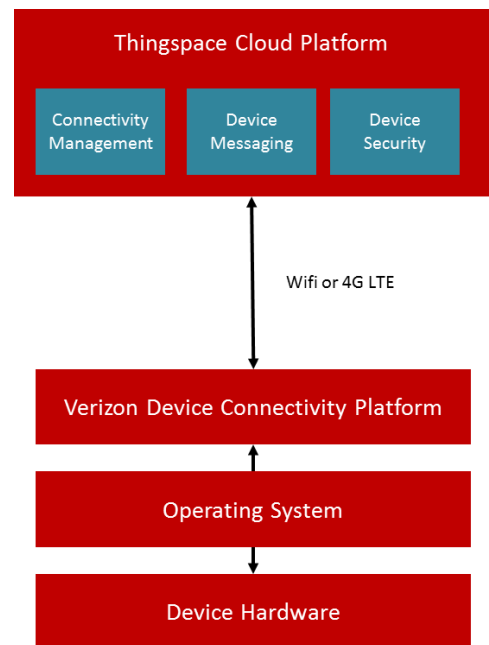 Thingspace Cloud Platform
Connectivity
Management
Device
Messaging
Device
Security
Wifi or 4G LTE
Verizon Device Connectivity Platform
Operating System
Device Hardware